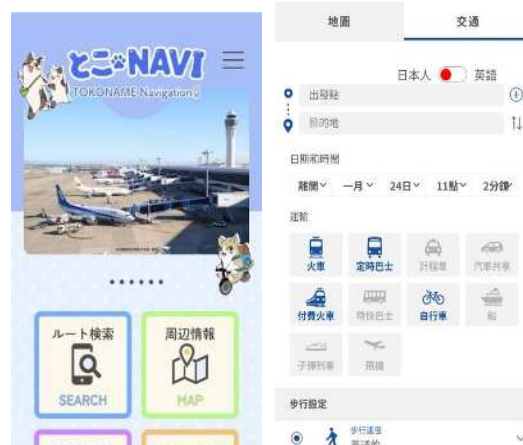 とこNAVI
TOKONAME Navigation
ルート検索
SEARCH
周辺情報
MAP
地圖
交通
日本人
英語
出發點
目的地
日期和時間
離開
一月
24日
11點
2分鐘
運輸
火車
定時巴士
計程車
汽車共享
付費火車
特快巴士
自行車
船
子彈列車
飛機
步行設定
步行速度
普通的